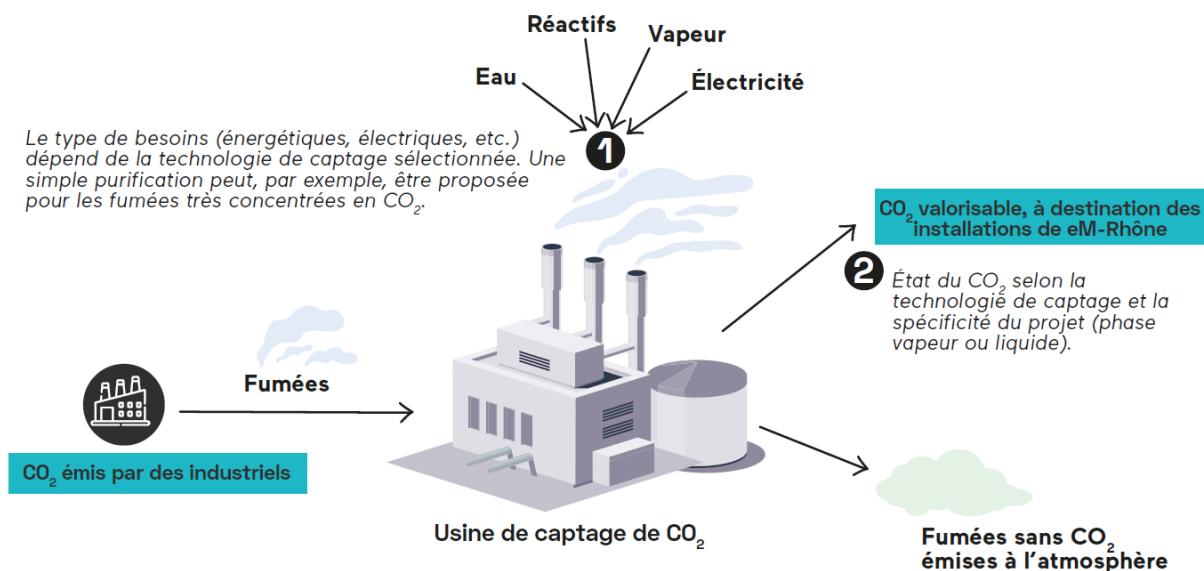 Réactifs
Vapeur
Eau
Électricité
1
Le type de besoins (énergétiques, électriques, etc.)
dépend de la technologie de captage sélectionnée. Une
simple purification peut, par exemple, être proposée
pour les fumées très concentrées en CO₂.
CO₂ valorisable, à destination des
installations de eM-Rhône
2
État du CO₂ selon la
technologie de captage et la
spécificité du projet (phase
vapeur ou liquide).
Fumées
CO₂ émis par des industriels
Usine de captage de CO₂
Fumées sans CO₂
émises à l’atmosphère